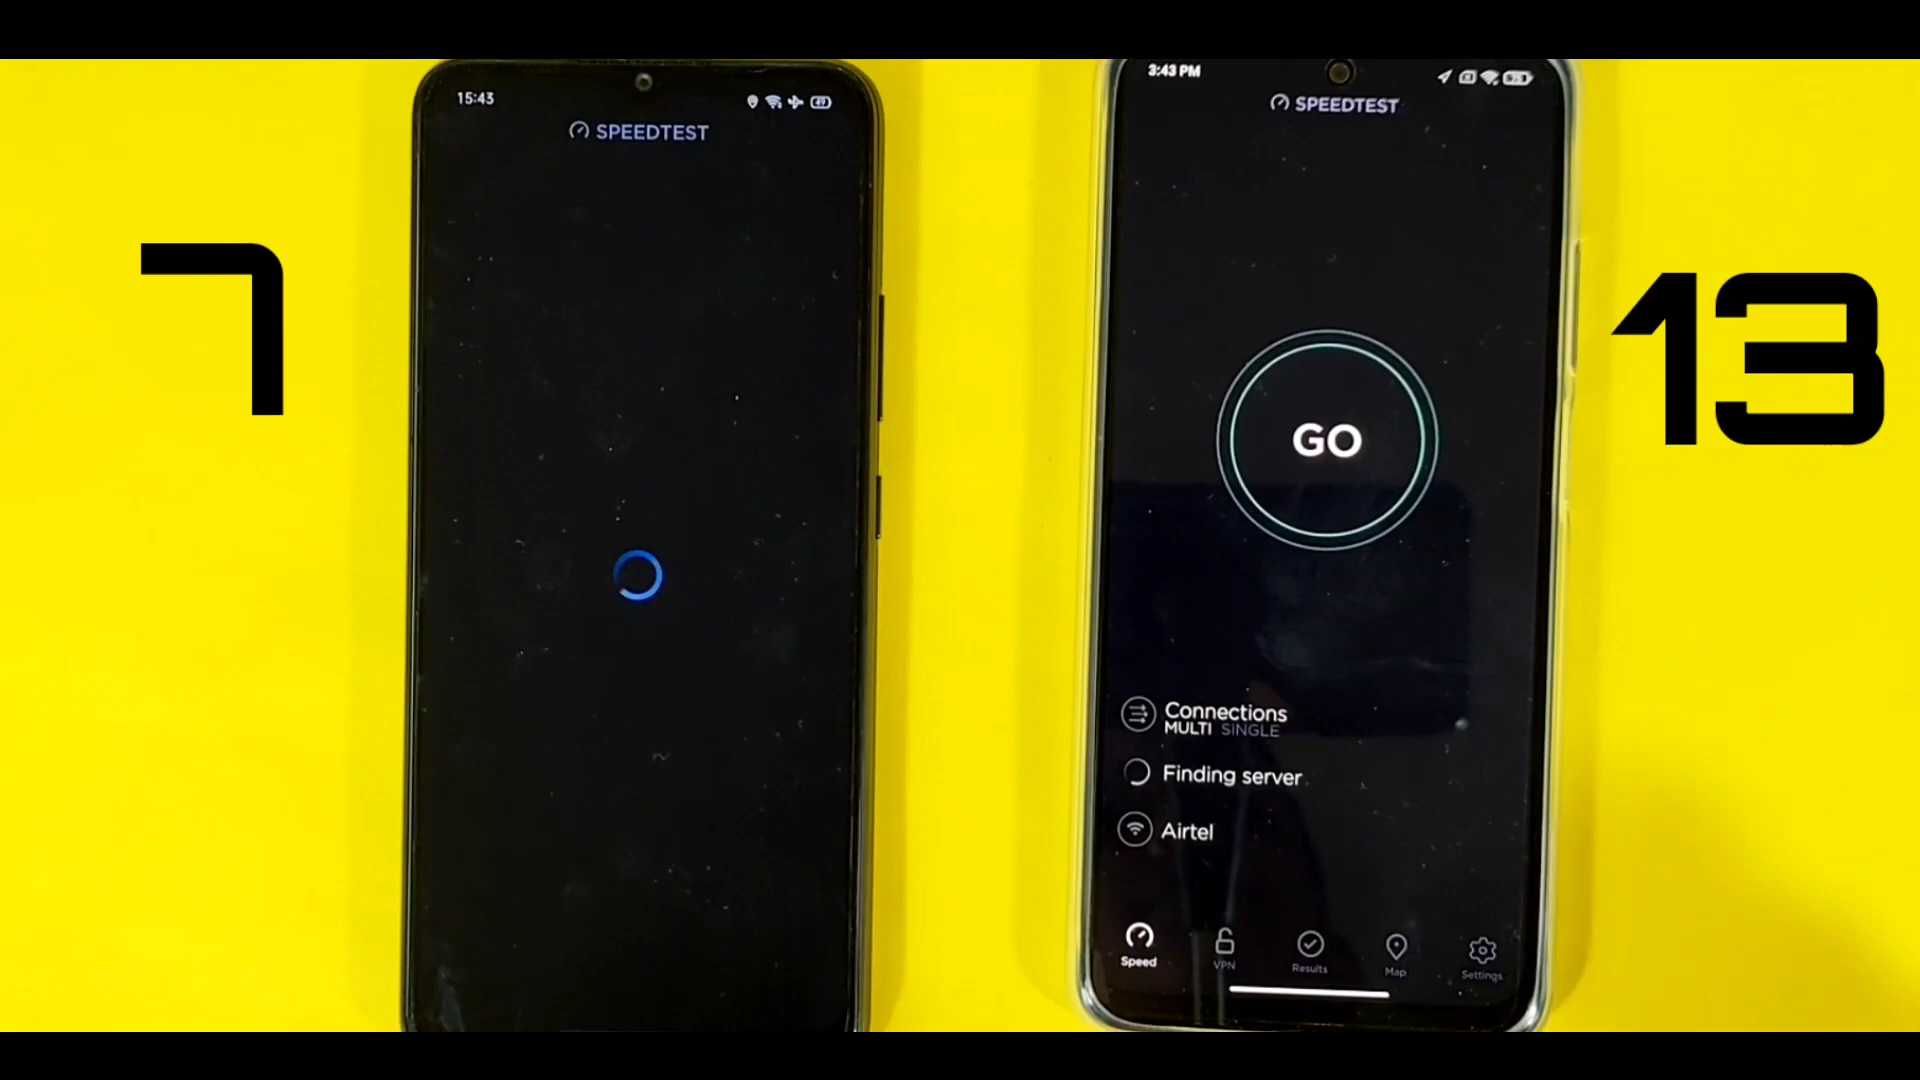 15:43
49
SPEEDTEST
7
3:43 PM
SPEEDTEST
13
GO
Connections
MULTI SINGLE
Finding server
Airtel
Speed
VPN
Results
Map
Settings